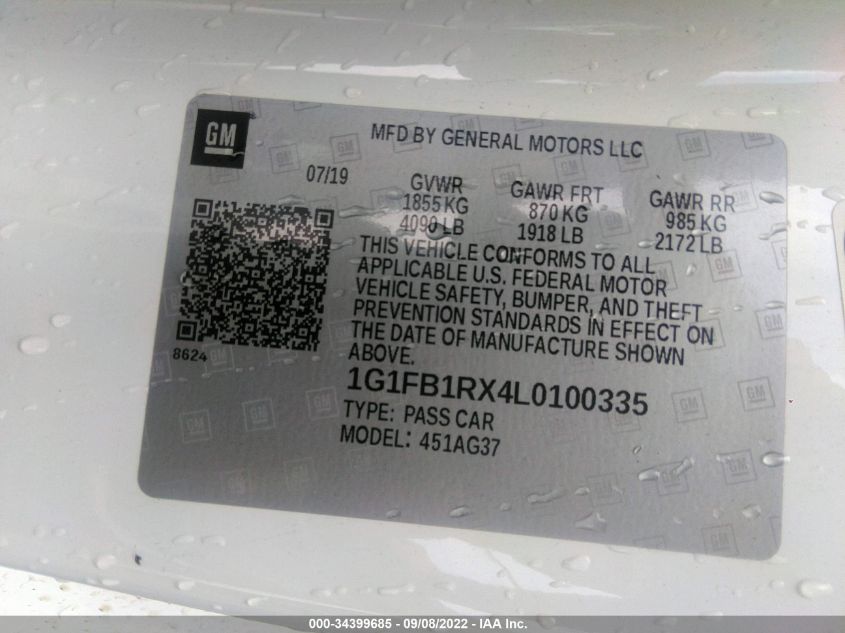 GM
MFD BY GENERAL MOTORS LLC
07/19 GVWR GAWR FRT GAWR RR
1855 KG 870 KG 985 KG
4090 LB 1918 LB 2172 LB
THIS VEHICLE CONFORMS TO ALL
APPLICABLE U.S. FEDERAL MOTOR
VEHICLE SAFETY, BUMPER, AND THEFT
PREVENTION STANDARDS IN EFFECT ON
THE DATE OF MANUFACTURE SHOWN
ABOVE.
8624
1G1FB1RX4L0100335
TYPE: PASS CAR
MODEL: 451AG37
000-34399685 - 09/08/2022 - IAA Inc.